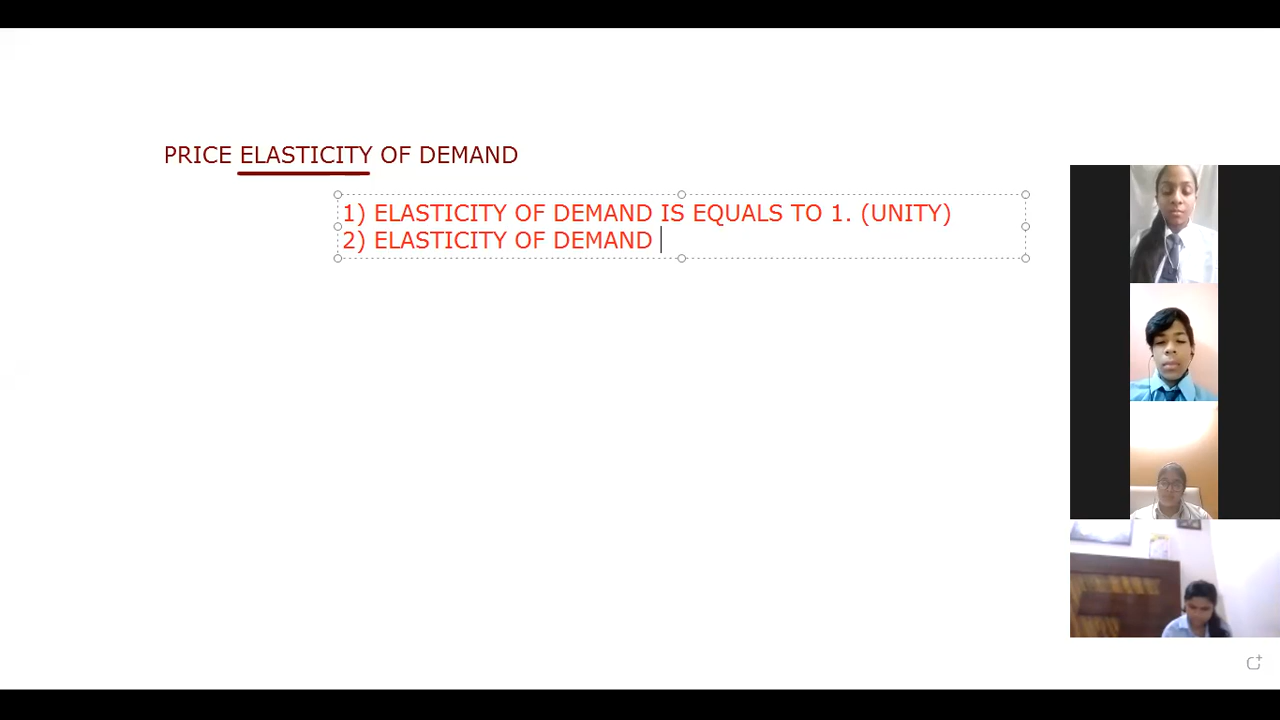 PRICE ELASTICITY OF DEMAND
1) ELASTICITY OF DEMAND IS EQUALS TO 1. (UNITY)
2) ELASTICITY OF DEMAND